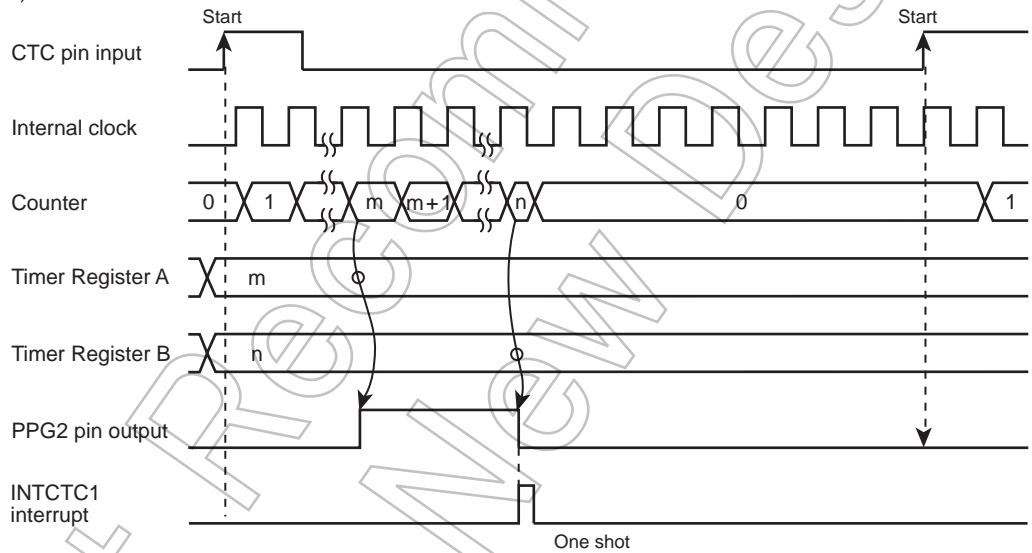 Start Start
CTC pin input
Internal clock
Counter 0 1 m m+1 n 0 1
Timer Register A m
Timer Register B n
PPG2 pin output
INTCTC1
interrupt
One shot